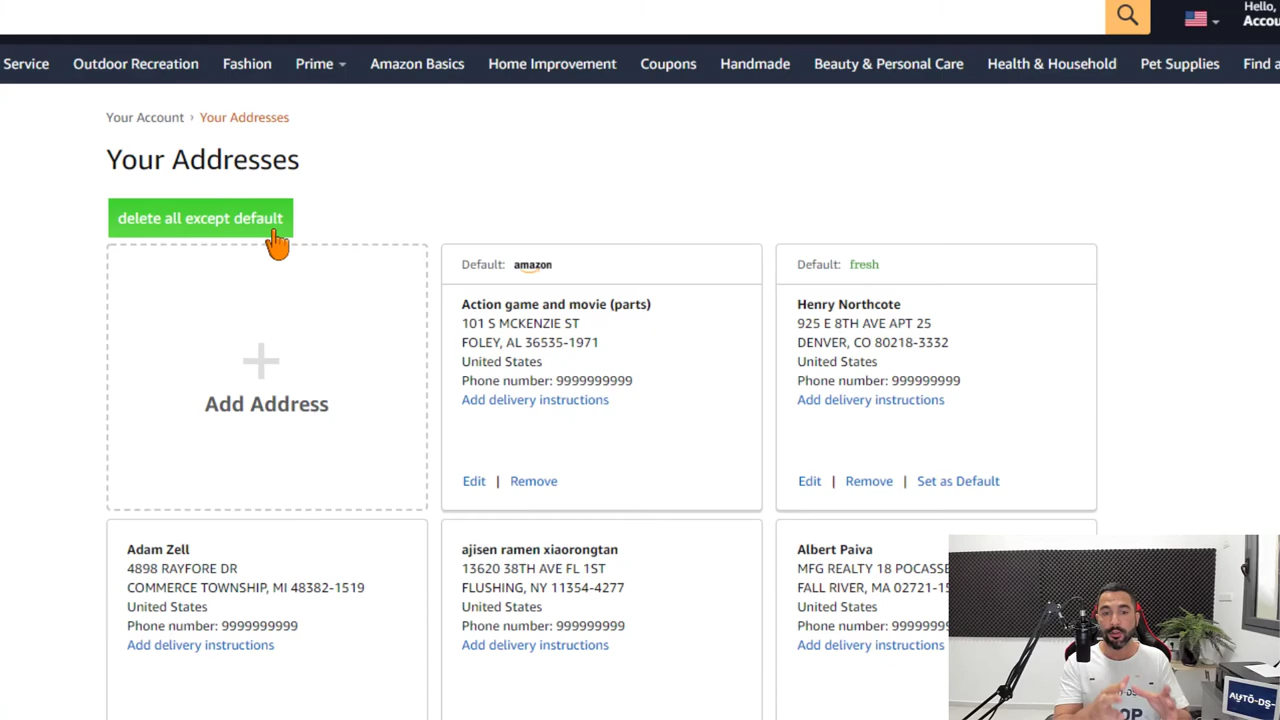 Hello,
Accou
Service Outdoor Recreation Fashion Prime Amazon Basics Home Improvement Coupons Handmade Beauty & Personal Care Health & Household Pet Supplies Find a
Your Account › Your Addresses
Your Addresses
delete all except default
Add Address
Default: amazon
Action game and movie (parts)
101 S MCKENZIE ST
FOLEY, AL 36535-1971
United States
Phone number: 9999999999
Add delivery instructions
Edit | Remove
Default: fresh
Henry Northcote
925 E 8TH AVE APT 25
DENVER, CO 80218-3332
United States
Phone number: 999999999
Add delivery instructions
Edit | Remove | Set as Default
Adam Zell
4898 RAYFORE DR
COMMERCE TOWNSHIP, MI 48382-1519
United States
Phone number: 9999999999
Add delivery instructions
ajisen ramen xiaorongtan
13620 38TH AVE FL 1ST
FLUSHING, NY 11354-4277
United States
Phone number: 999999999
Add delivery instructions
Albert Paiva
MFG REALTY 18 POCASSE
FALL RIVER, MA 02721-15
United States
Phone number: 99999999
Add delivery instructions
AUTO-DS